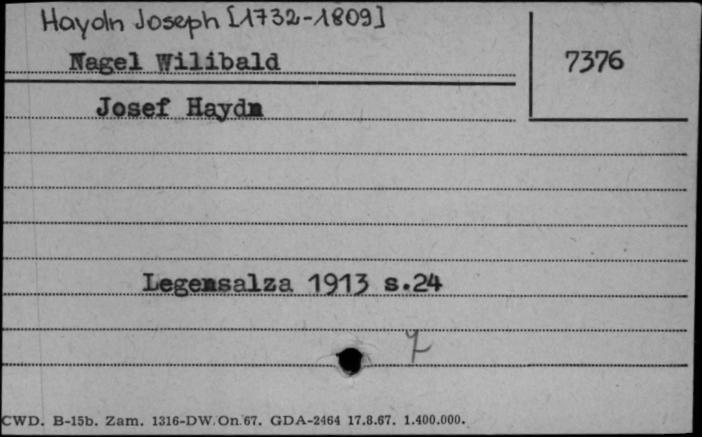 Haydn Joseph [1732-1809]
Nagel Wilibald
7376
Josef Haydn
Legensalza 1913 s.24
CWD. B-15b. Zam. 1316-DW.On.67. GDA-2464 17.8.67. 1.400.000.